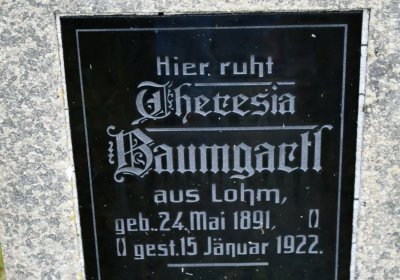 Hier ruht
Theresia
Baumgartl
aus Lohm,
geb. 24. Mai 1891,
gest. 15 Jänuar 1922.